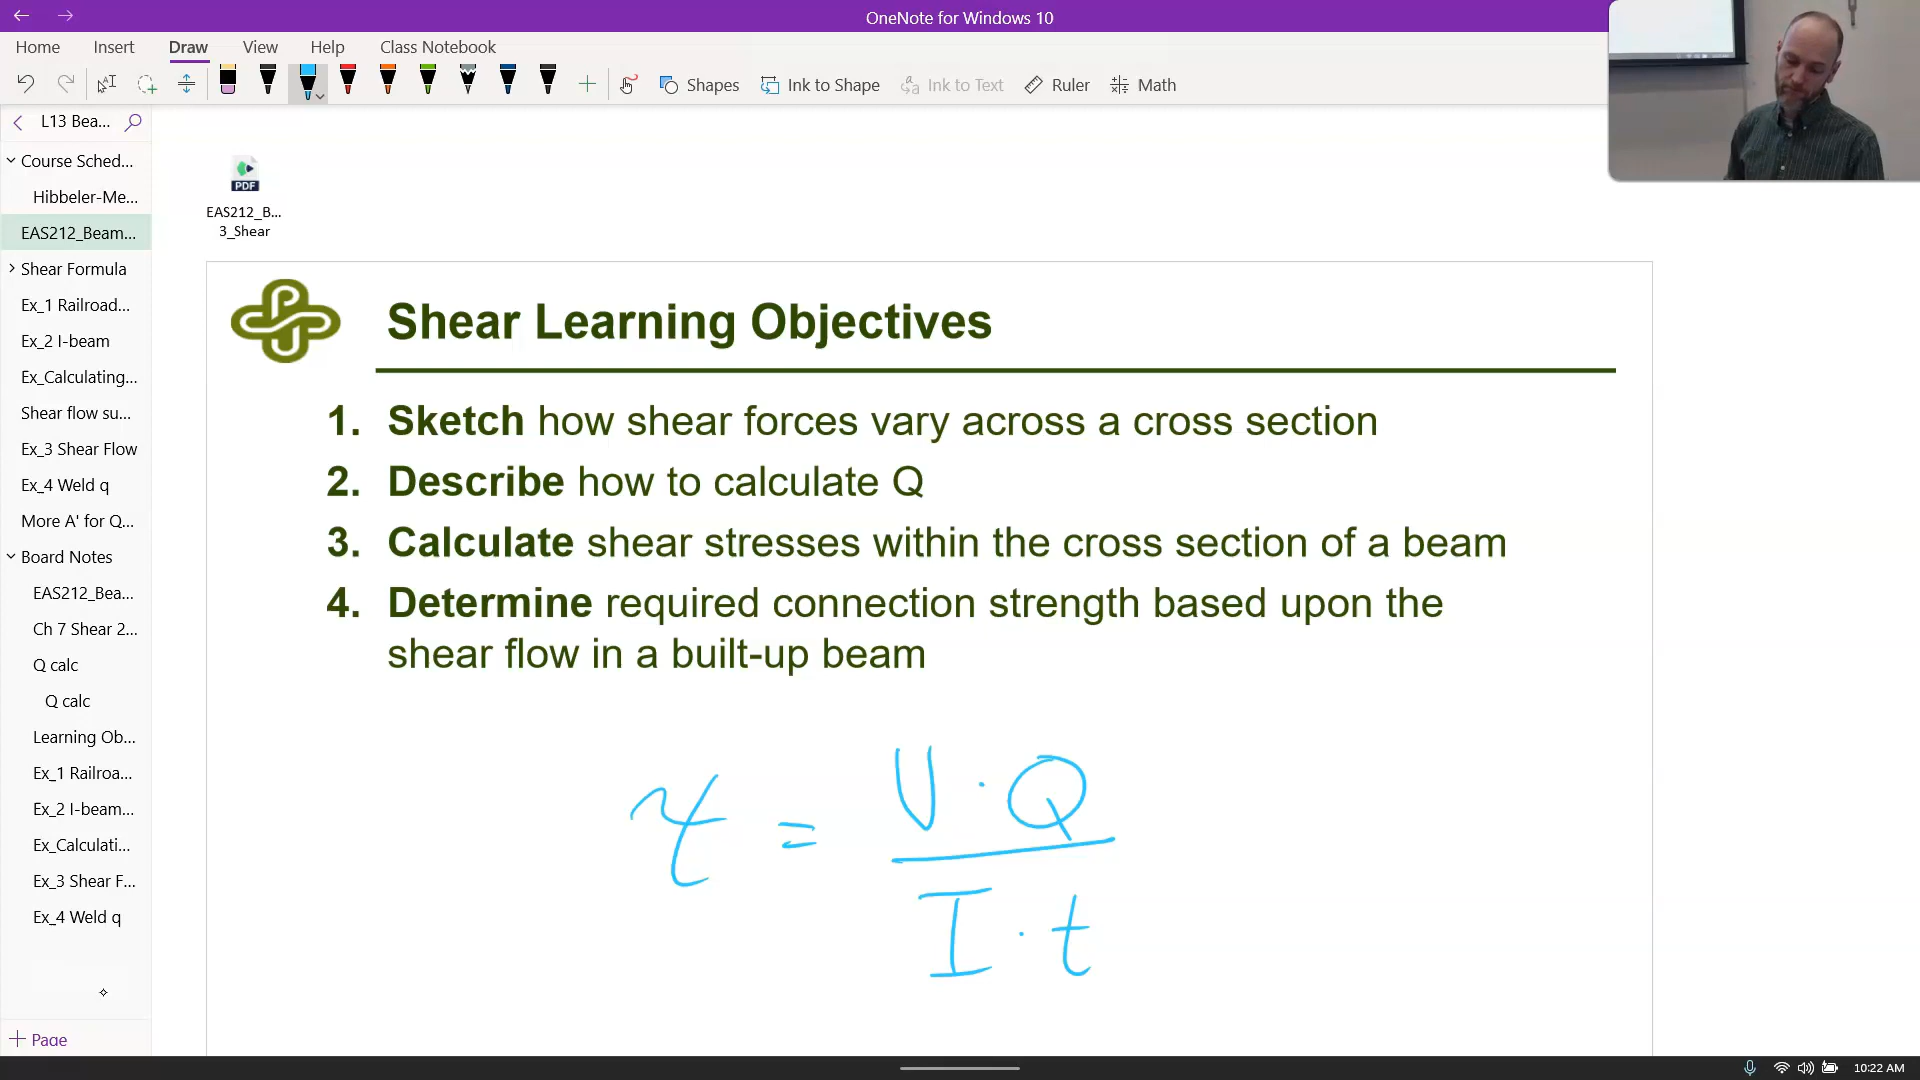 OneNote for Windows 10
Home Insert Draw View Help Class Notebook
Shapes Ink to Shape Ink to Text Ruler Math
L13 Bea...
Course Sched...
Hibbeler-Me...
EAS212_Beam...
Shear Formula
Ex_1 Railroad...
Ex_2 I-beam
Ex_Calculating...
Shear flow su...
Ex_3 Shear Flow
Ex_4 Weld q
More A' for Q...
Board Notes
EAS212_Bea...
Ch 7 Shear 2...
Q calc
Q calc
Learning Ob...
Ex_1 Railroa...
Ex_2 I-beam...
Ex_Calculati...
Ex_3 Shear F...
Ex_4 Weld q
+ Page
PDF
EAS212_B...
3_Shear
Shear Learning Objectives
1. Sketch how shear forces vary across a cross section
2. Describe how to calculate Q
3. Calculate shear stresses within the cross section of a beam
4. Determine required connection strength based upon the
shear flow in a built-up beam
τ = V · Q
I · t
10:22 AM